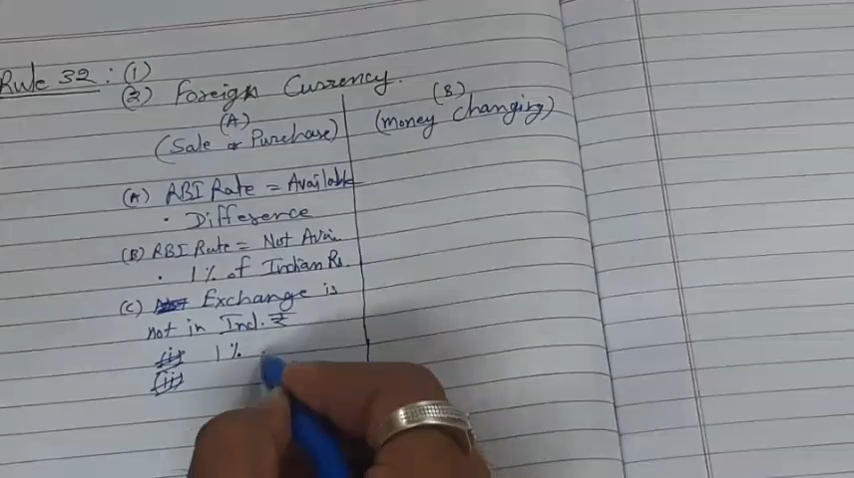 Rule 32 : (1)
(2) Foreign Currency.
(A)
(Sale or Purchase)
(A) RBI Rate = Available
• Difference
(B) RBI Rate = Not Avai.
• 1% of Indian Rs.
(C) Exchange is
not in Ind. ₹
(i) 1%
(ii)
(B)
(money changing)